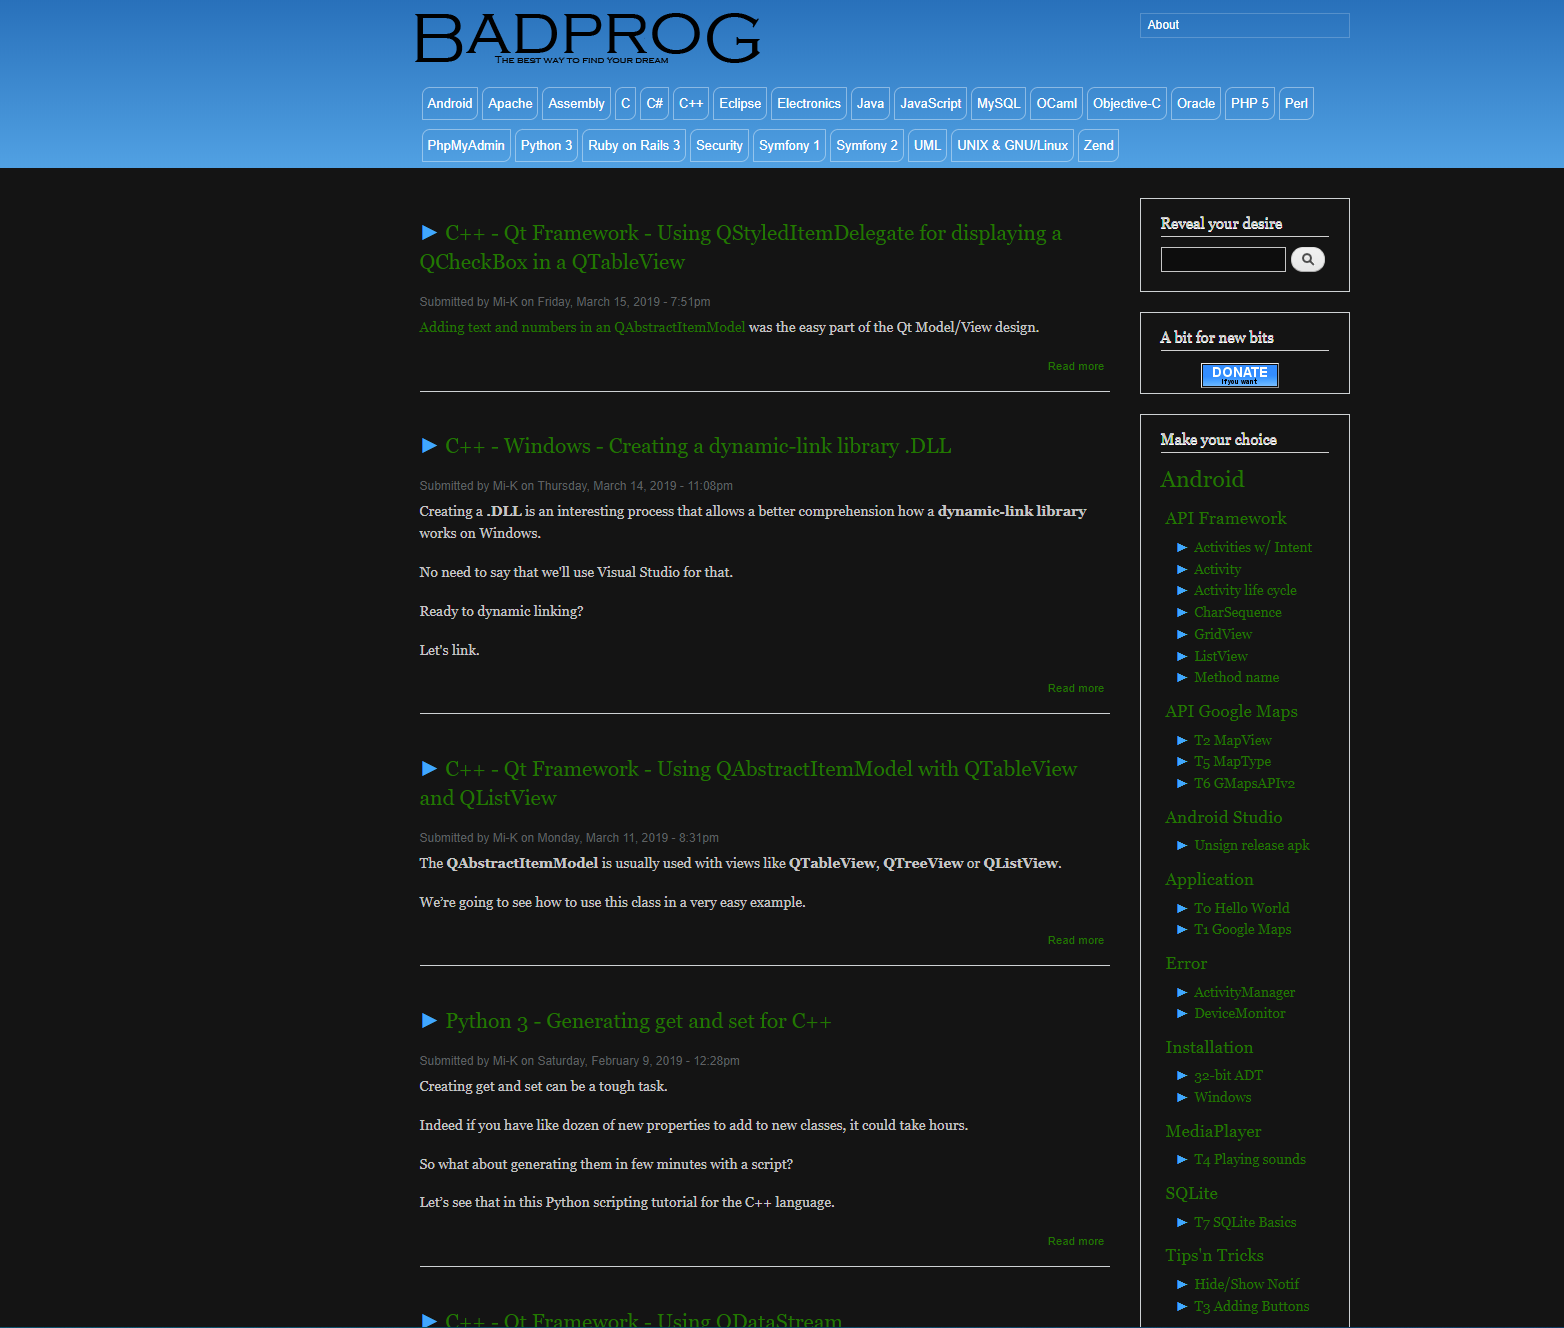 BADPROG
THE BEST WAY TO FIND YOUR DREAM
About
Android Apache Assembly C C# C++ Eclipse Electronics Java JavaScript MySQL OCaml Objective-C Oracle PHP 5 Perl
PhpMyAdmin Python 3 Ruby on Rails 3 Security Symfony 1 Symfony 2 UML UNIX & GNU/Linux Zend
C++ - Qt Framework - Using QStyledItemDelegate for displaying a
QCheckBox in a QTableView
Submitted by Mi-K on Friday, March 15, 2019 - 7:51pm
Adding text and numbers in an QAbstractItemModel was the easy part of the Qt Model/View design.
Read more
C++ - Windows - Creating a dynamic-link library .DLL
Submitted by Mi-K on Thursday, March 14, 2019 - 11:08pm
Creating a .DLL is an interesting process that allows a better comprehension how a dynamic-link library
works on Windows.
No need to say that we'll use Visual Studio for that.
Ready to dynamic linking?
Let's link.
Read more
C++ - Qt Framework - Using QAbstractItemModel with QTableView
and QListView
Submitted by Mi-K on Monday, March 11, 2019 - 8:31pm
The QAbstractItemModel is usually used with views like QTableView, QTreeView or QListView.
We’re going to see how to use this class in a very easy example.
Read more
Python 3 - Generating get and set for C++
Submitted by Mi-K on Saturday, February 9, 2019 - 12:28pm
Creating get and set can be a tough task.
Indeed if you have like dozen of new properties to add to new classes, it could take hours.
So what about generating them in few minutes with a script?
Let’s see that in this Python scripting tutorial for the C++ language.
Read more
C++ - Qt Framework - Using QDataStream
Reveal your desire
A bit for new bits
DONATE
if you want
Make your choice
Android
API Framework
Activities w/ Intent
Activity
Activity life cycle
CharSequence
GridView
ListView
Method name
API Google Maps
T2 MapView
T5 MapType
T6 GMapsAPIv2
Android Studio
Unsign release apk
Application
T0 Hello World
T1 Google Maps
Error
ActivityManager
DeviceMonitor
Installation
32-bit ADT
Windows
MediaPlayer
T4 Playing sounds
SQLite
T7 SQLite Basics
Tips'n Tricks
Hide/Show Notif
T3 Adding Buttons